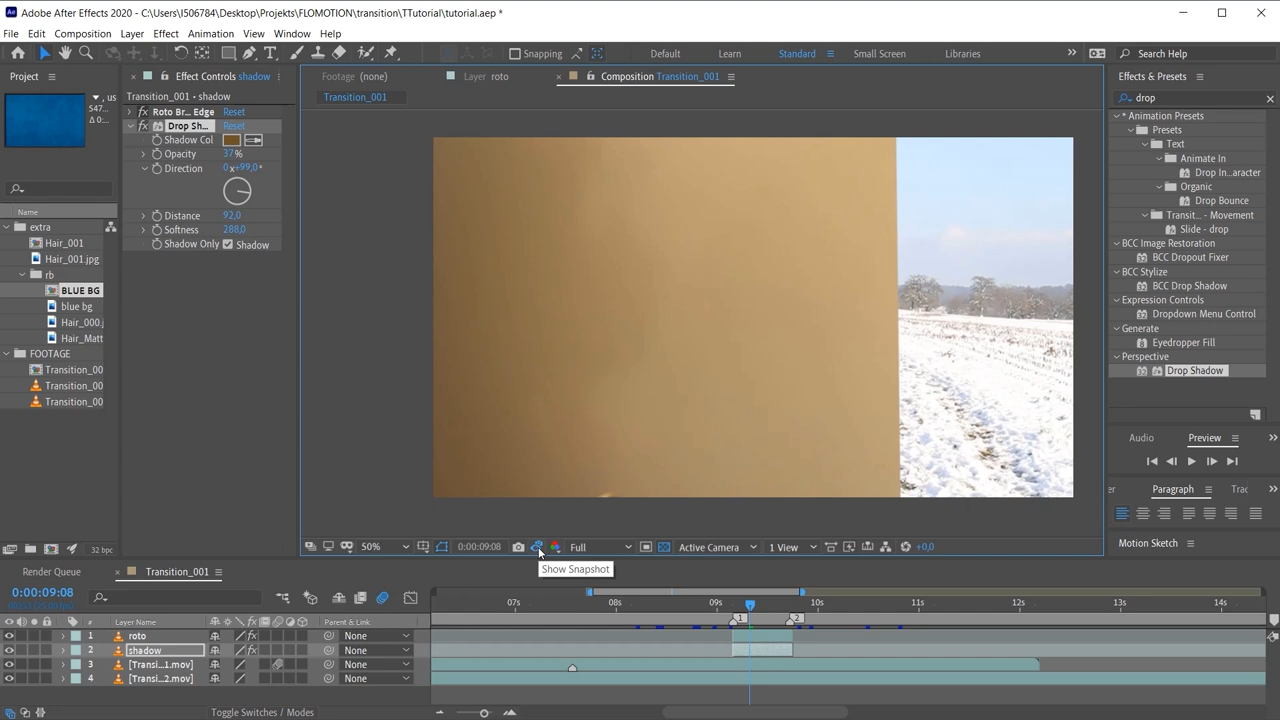 Adobe After Effects 2020 - C:\Users\I506784\Desktop\Projekts\FLOMOTION\transition\TTutorial\tutorial.aep *
File Edit Composition Layer Effect Animation View Window Help
Snapping Default Learn Standard Small Screen Libraries Search Help
Project
Effect Controls shadow
Footage (none)
Layer roto
Composition Transition_001
Effects & Presets
Transition_001 • shadow
Transition_001
, us
547...
Δ 0:...
drop
Roto Br... Edge Reset
Drop Sh... Reset
Shadow Col
Opacity 37 %
Direction 0 x+99,0 °
Distance 92,0
Softness 288,0
Shadow Only Shadow
Name
extra
Hair_001
Hair_001.jpg
rb
BLUE BG
blue bg
Hair_000.j
Hair_Matt
FOOTAGE
Transition_00
Transition_00
Transition_00
32 bpc
* Animation Presets
Presets
Text
Animate In
Drop In...aracter
Organic
Drop Bounce
Transit... - Movement
Slide - drop
BCC Image Restoration
BCC Dropout Fixer
BCC Stylize
BCC Drop Shadow
Expression Controls
Dropdown Menu Control
Generate
Eyedropper Fill
Perspective
Drop Shadow
Audio Preview
er Paragraph Trac
Motion Sketch
50% 0:00:09:08 Full Active Camera 1 View +0,0
Show Snapshot
Render Queue Transition_001
0:00:09:08
07s 08s 09s 10s 11s 12s 13s 14s
1 2
# Layer Name Parent & Link
1 roto None
2 shadow None
3 [Transi...1.mov] None
4 [Transi...2.mov] None
Toggle Switches / Modes